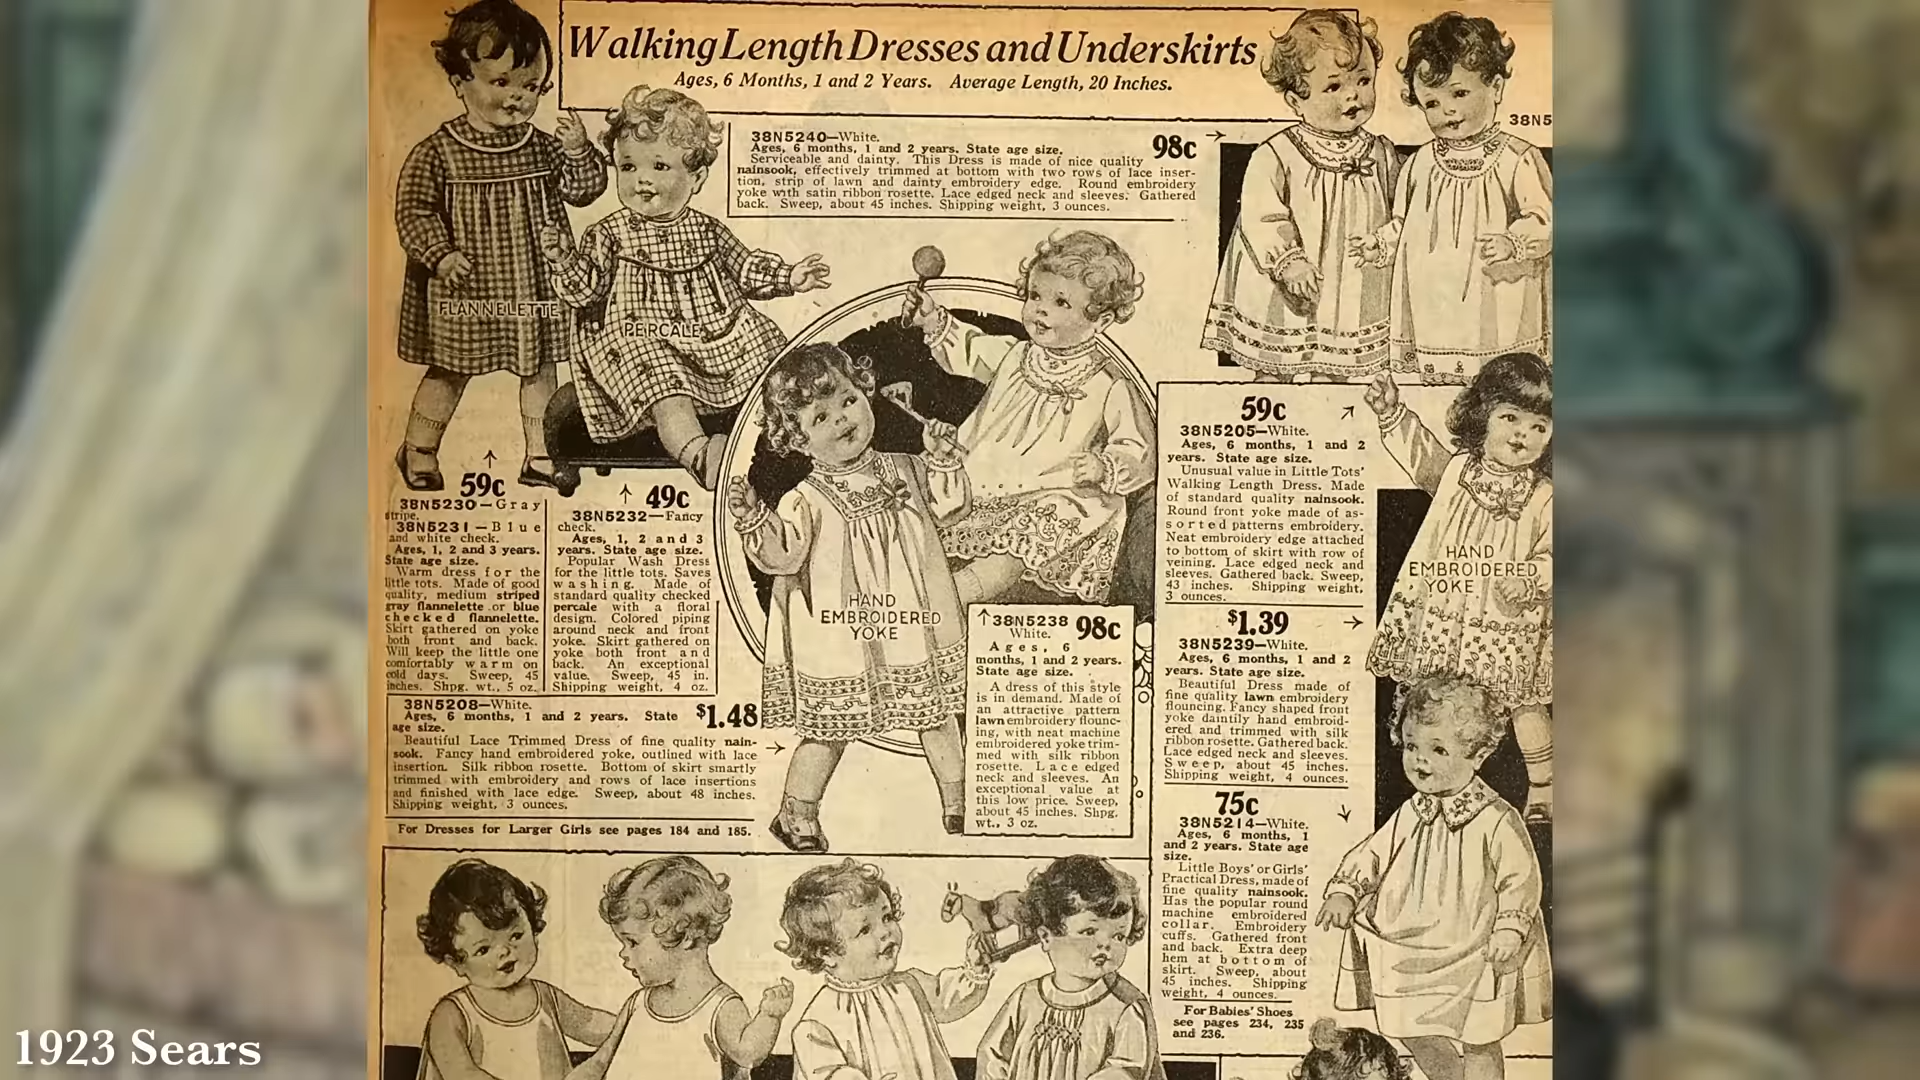 Walking Length Dresses and Underskirts
Ages, 6 Months, 1 and 2 Years. Average Length, 20 Inches.
38N5
38N5240—White.
98c
Ages, 6 months, 1 and 2 years. State age size.
Serviceable and dainty. This Dress is made of nice quality
nainsook, effectively trimmed at bottom with two rows of lace inser-
tion, strip of lawn and dainty embroidery edge. Round embroidery
yoke with satin ribbon rosette. Lace edged neck and sleeves. Gathered
back. Sweep, about 45 inches. Shipping weight, 3 ounces.
FLANNELETTE
PERCALE
59c
38N5230—Gray
stripe.
38N5231—Blue
and white check.
Ages, 1, 2 and 3 years.
State age size.
Warm dress for the
little tots. Made of good
quality, medium striped
gray flannelette or blue
checked flannelette.
Skirt gathered on yoke
both front and back.
Will keep the little one
comfortably warm on
cold days. Sweep, 45
inches. Shpg. wt., 5 oz.
49c
38N5232—Fancy
check.
Ages, 1, 2 and 3
years. State age size.
Popular Wash Dress
for the little tots. Saves
washing. Made of
standard quality checked
percale with a floral
design. Colored piping
around neck and front
yoke. Skirt gathered on
yoke both front and
back. An exceptional
value. Sweep, 45 in.
Shipping weight, 4 oz.
38N5208—White.
Ages, 6 months, 1 and 2 years. State
age size.
$1.48
Beautiful Lace Trimmed Dress of fine quality nain-
sook. Fancy hand embroidered yoke, outlined with lace
insertion. Silk ribbon rosette. Bottom of skirt smartly
trimmed with embroidery and rows of lace insertions
and finished with lace edge. Sweep, about 48 inches.
Shipping weight, 3 ounces.
For Dresses for Larger Girls see pages 184 and 185.
HAND
EMBROIDERED
YOKE
38N5238
White.
98c
Ages, 6
months, 1 and 2 years.
State age size.
A dress of this style
is in demand. Made of
an attractive pattern
lawn embroidery flounc-
ing, with neat machine
embroidered yoke trim-
med with silk ribbon
rosette. Lace edged
neck and sleeves. An
exceptional value at
this low price. Sweep,
about 45 inches. Shpg.
wt., 3 oz.
59c
38N5205—White.
Ages, 6 months, 1 and 2
years. State age size.
Unusual value in Little Tots'
Walking Length Dress. Made
of standard quality nainsook.
Round front yoke made of as-
sorted patterns embroidery.
Neat embroidery edge attached
to bottom of skirt with row of
veining. Lace edged neck and
sleeves. Gathered back. Sweep,
43 inches. Shipping weight,
3 ounces.
HAND
EMBROIDERED
YOKE
$1.39
38N5239—White.
Ages, 6 months, 1 and 2
years. State age size.
Beautiful Dress made of
fine quality lawn embroidery
flouncing. Fancy shaped front
yoke daintily hand embroid-
ered and trimmed with silk
ribbon rosette. Gathered back.
Lace edged neck and sleeves.
Sweep, about 45 inches.
Shipping weight, 4 ounces.
75c
38N5214—White.
Ages, 6 months, 1
and 2 years. State age
size.
Little Boys' or Girls'
Practical Dress, made of
fine quality nainsook.
Has the popular round
machine embroidered
collar. Embroidery
cuffs. Gathered front
and back. Extra deep
hem at bottom of
skirt. Sweep, about
45 inches. Shipping
weight, 4 ounces.
For Babies' Shoes
see pages 234, 235
and 236.
1923 Sears